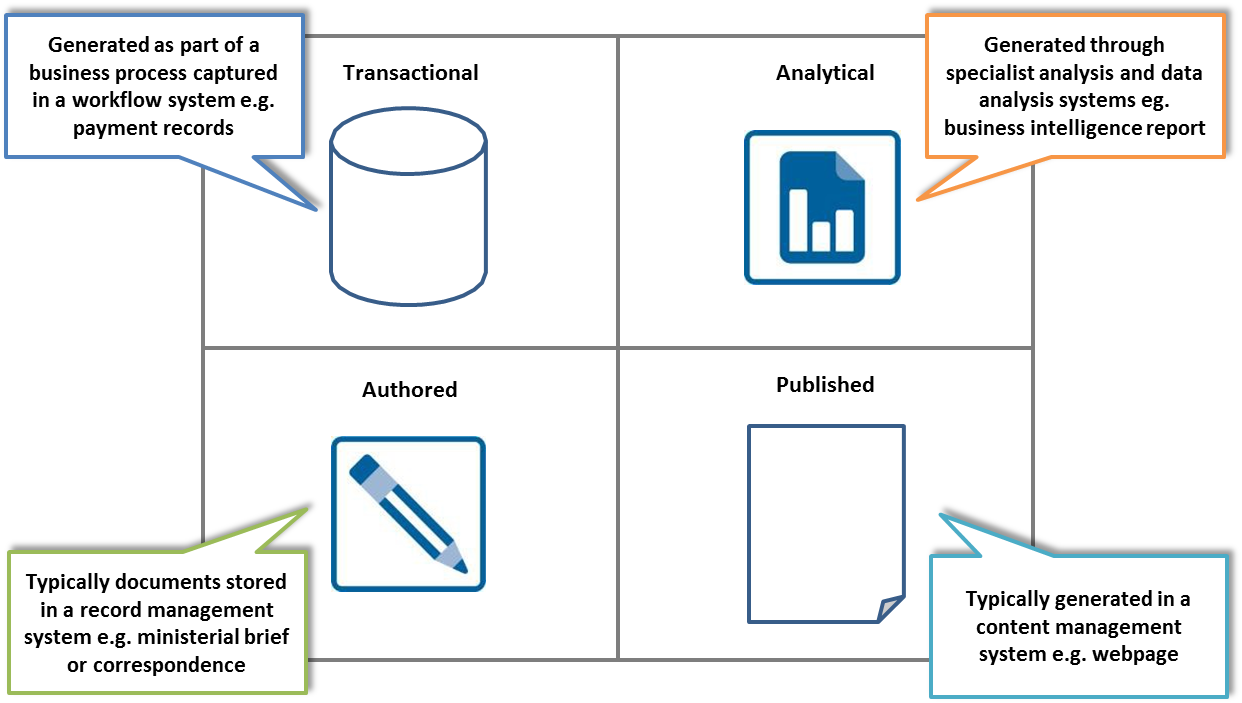 Generated as part of a
business process captured
in a workflow system e.g.
payment records
Transactional
Analytical
Generated through
specialist analysis and data
analysis systems eg.
business intelligence report
Authored
Published
Typically documents stored
in a record management
system e.g. ministerial brief
or correspondence
Typically generated in a
content management
system e.g. webpage